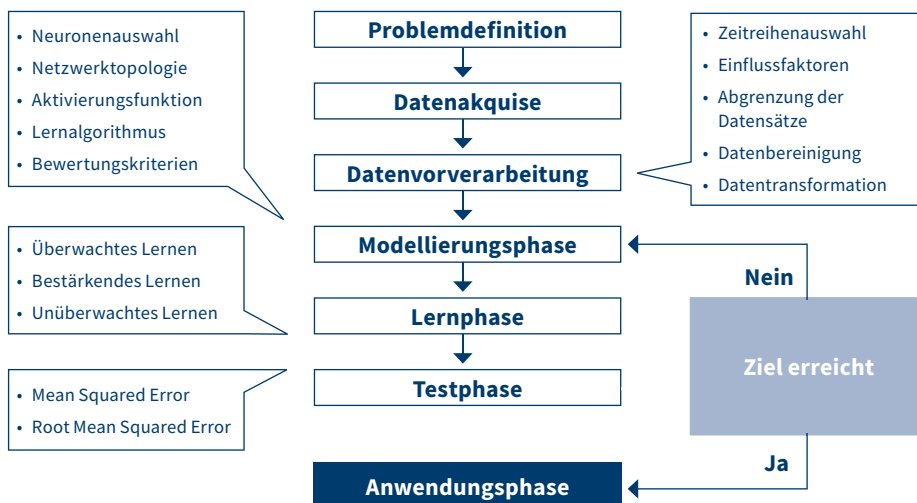 • Neuronenauswahl
• Netzwerktopologie
• Aktivierungsfunktion
• Lernalgorithmus
• Bewertungskriterien
Problemdefinition
Datenakquise
Datenvorverarbeitung
• Zeitreihenauswahl
• Einflussfaktoren
• Abgrenzung der
Datensätze
• Datenbereinigung
• Datentransformation
• Überwachtes Lernen
• Bestärkendes Lernen
• Unüberwachtes Lernen
Modellierungsphase
Lernphase
• Mean Squared Error
• Root Mean Squared Error
Testphase
Nein
Ziel erreicht
Ja
Anwendungsphase